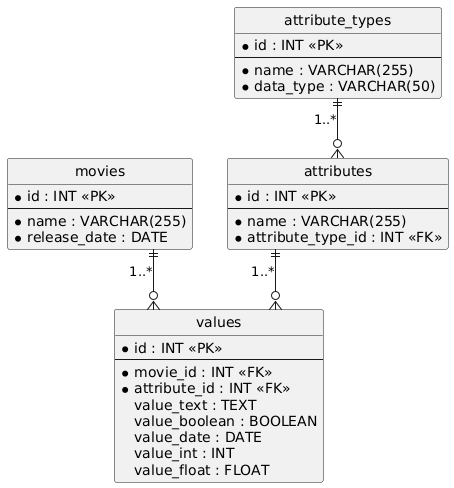 attribute_types
id : INT «PK»
name : VARCHAR(255)
data_type : VARCHAR(50)
1..*
movies
id : INT «PK»
name : VARCHAR(255)
release_date : DATE
attributes
id : INT «PK»
name : VARCHAR(255)
attribute_type_id : INT «FK»
1..*
1..*
values
id : INT «PK»
movie_id : INT «FK»
attribute_id : INT «FK»
value_text : TEXT
value_boolean : BOOLEAN
value_date : DATE
value_int : INT
value_float : FLOAT